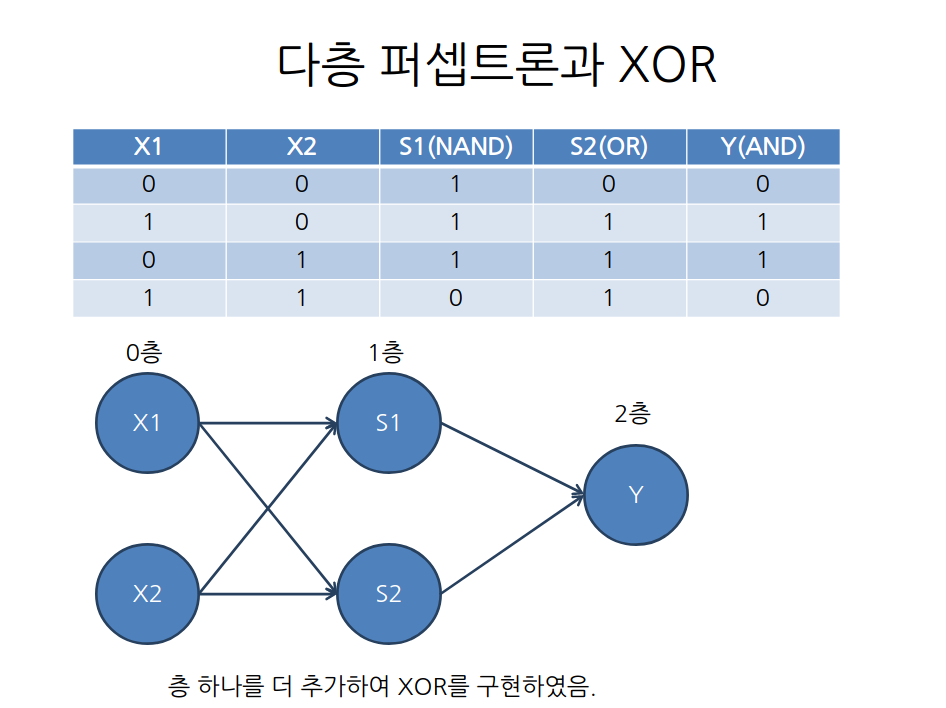 다층 퍼셉트론과 XOR
X1 X2 S1(NAND) S2(OR) Y(AND)
0 0 1 0 0
1 0 1 1 1
0 1 1 1 1
1 1 0 1 0
0층 1층
2층
X1 S1
Y
X2 S2
층 하나를 더 추가하여 XOR를 구현하였음.